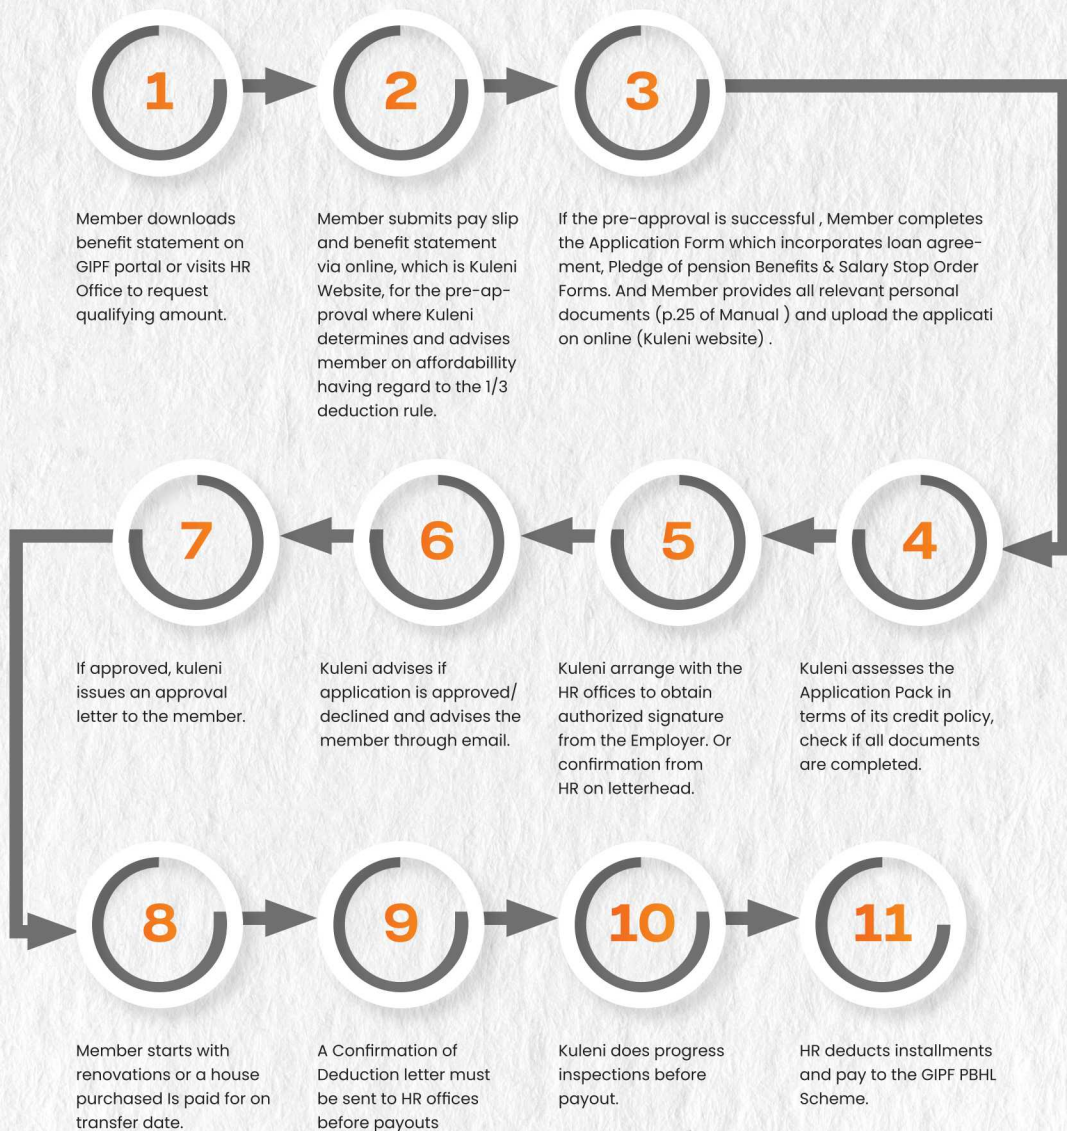 1
Member downloads
benefit statement on
GIPF portal or visits HR
Office to request
qualifying amount.
2
Member submits pay slip
and benefit statement
via online, which is Kuleni
Website, for the pre-ap-
proval where Kuleni
determines and advises
member on affordabillity
having regard to the 1/3
deduction rule.
3
If the pre-approval is successful , Member completes
the Application Form which incorporates loan agree-
ment, Pledge of pension Benefits & Salary Stop Order
Forms. And Member provides all relevant personal
documents (p.25 of Manual ) and upload the applicati
on online (Kuleni website) .
4
Kuleni assesses the
Application Pack in
terms of its credit policy,
check if all documents
are completed.
5
Kuleni arrange with the
HR offices to obtain
authorized signature
from the Employer. Or
confirmation from
HR on letterhead.
6
Kuleni advises if
application is approved/
declined and advises the
member through email.
7
If approved, kuleni
issues an approval
letter to the member.
8
Member starts with
renovations or a house
purchased Is paid for on
transfer date.
9
A Confirmation of
Deduction letter must
be sent to HR offices
before payouts
10
Kuleni does progress
inspections before
payout.
11
HR deducts installments
and pay to the GIPF PBHL
Scheme.